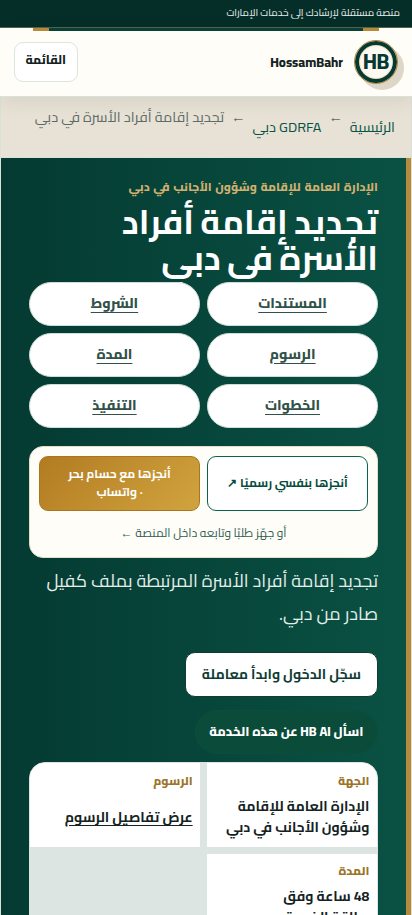 منصة مستقلة لإرشادك إلى خدمات الإمارات
HB
HossamBahr
القائمة
الرئيسية ← GDRFA دبي ← تجديد إقامة أفراد الأسرة في دبي
الإدارة العامة للإقامة وشؤون الأجانب في دبي
تجديد إقامة أفراد
الأسرة في دبي
المستندات
الشروط
الرسوم
المدة
الخطوات
التنفيذ
أنجزها بنفسي رسميًا ↗
أنجزها مع حسام بحر
· واتساب
أو جهّز طلبًا وتابعه داخل المنصة ←
تجديد إقامة أفراد الأسرة المرتبطة بملف كفيل
صادر من دبي.
سجّل الدخول وابدأ معاملة
اسأل HB AI عن هذه الخدمة
الجهة
الإدارة العامة للإقامة
وشؤون الأجانب في دبي
الرسوم
عرض تفاصيل الرسوم
المدة
48 ساعة وفق